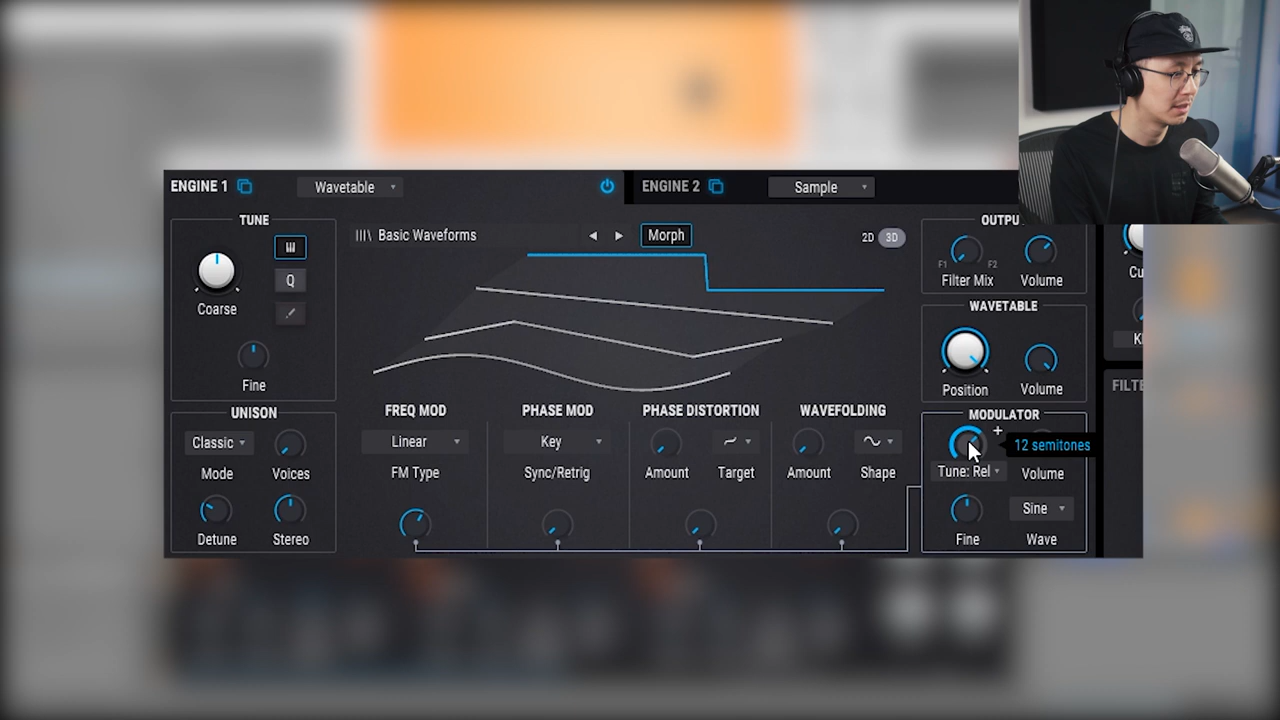 ENGINE 1
Wavetable
ENGINE 2
Sample
TUNE
Coarse
Q
Fine
UNISON
Classic
Mode
Voices
Detune
Stereo
Basic Waveforms
Morph
2D
3D
FREQ MOD
Linear
FM Type
PHASE MOD
Key
Sync/Retrig
PHASE DISTORTION
Amount
Target
WAVEFOLDING
Amount
Shape
OUTPU
F1
F2
Filter Mix
Volume
WAVETABLE
Position
Volume
MODULATOR
+
12 semitones
Tune: Rel
Volume
Sine
Fine
Wave
Cu
K
FILTE